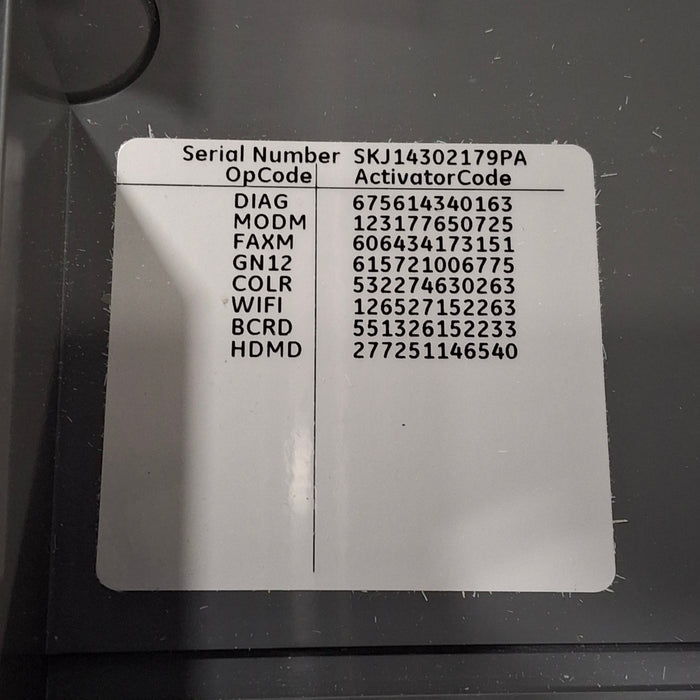 Serial Number SKJ14302179PA
OpCode ActivatorCode
DIAG 675614340163
MODM 123177650725
FAXM 606434173151
GN12 615721006775
COLR 532274630263
WIFI 126527152263
BCRD 551326152233
HDMD 277251146540